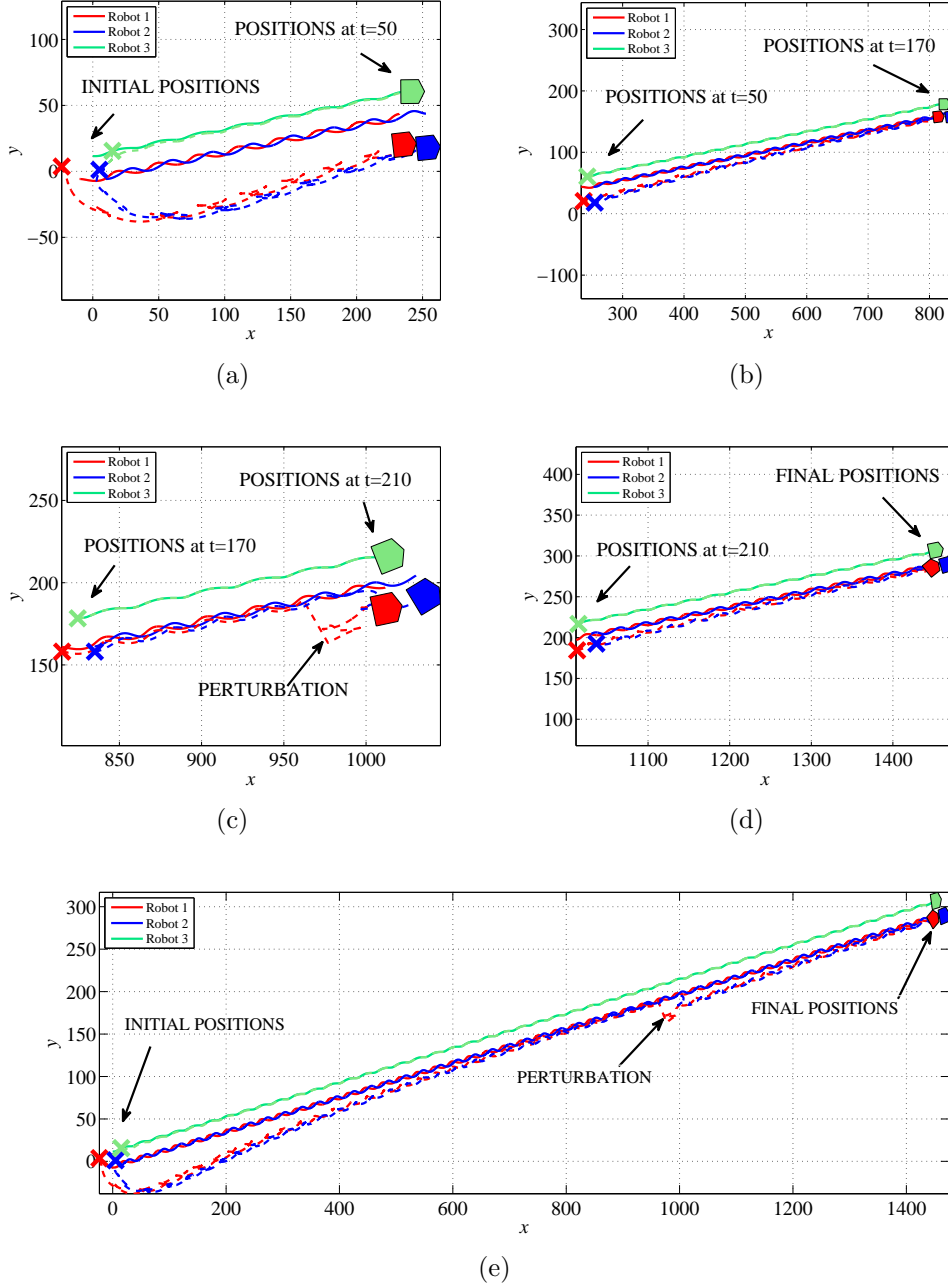 Robot 1
Robot 2
Robot 3
POSITIONS at t=50
INITIAL POSITIONS
100
50
0
−50
y
0
50
100
150
200
250
x
(a)
Robot 1
Robot 2
Robot 3
POSITIONS at t=170
POSITIONS at t=50
300
200
100
0
−100
y
300
400
500
600
700
800
x
(b)
Robot 1
Robot 2
Robot 3
POSITIONS at t=210
POSITIONS at t=170
PERTURBATION
250
200
150
y
850
900
950
1000
x
(c)
Robot 1
Robot 2
Robot 3
FINAL POSITIONS
POSITIONS at t=210
400
300
200
100
y
1100
1200
1300
1400
x
(d)
Robot 1
Robot 2
Robot 3
INITIAL POSITIONS
FINAL POSITIONS
PERTURBATION
300
250
200
150
100
50
0
y
0
200
400
600
800
1000
1200
1400
x
(e)